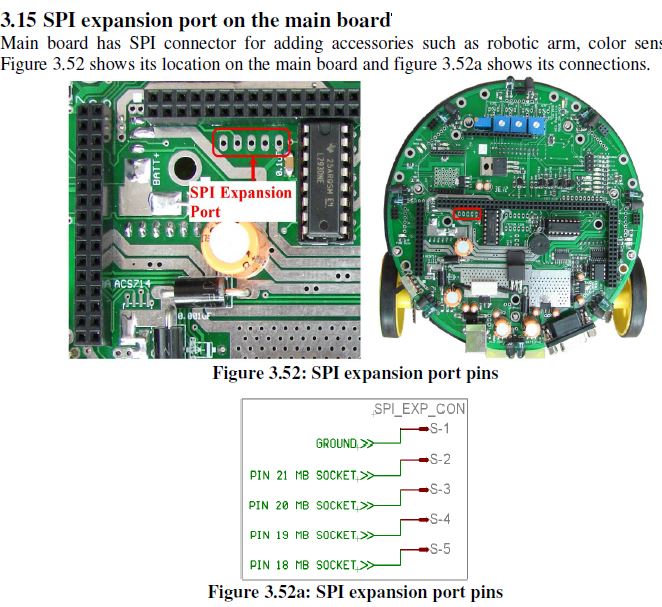 3.15 SPI expansion port on the main board
Main board has SPI connector for adding accessories such as robotic arm, color sens
Figure 3.52 shows its location on the main board and figure 3.52a shows its connections.
BATT+
SPI Expansion
Port
L293DNE
ACS714
Figure 3.52: SPI expansion port pins
SPI_EXP_CON
S-1
GROUND
S-2
PIN 21 MB SOCKET
S-3
PIN 20 MB SOCKET
S-4
PIN 19 MB SOCKET
S-5
PIN 18 MB SOCKET
Figure 3.52a: SPI expansion port pins